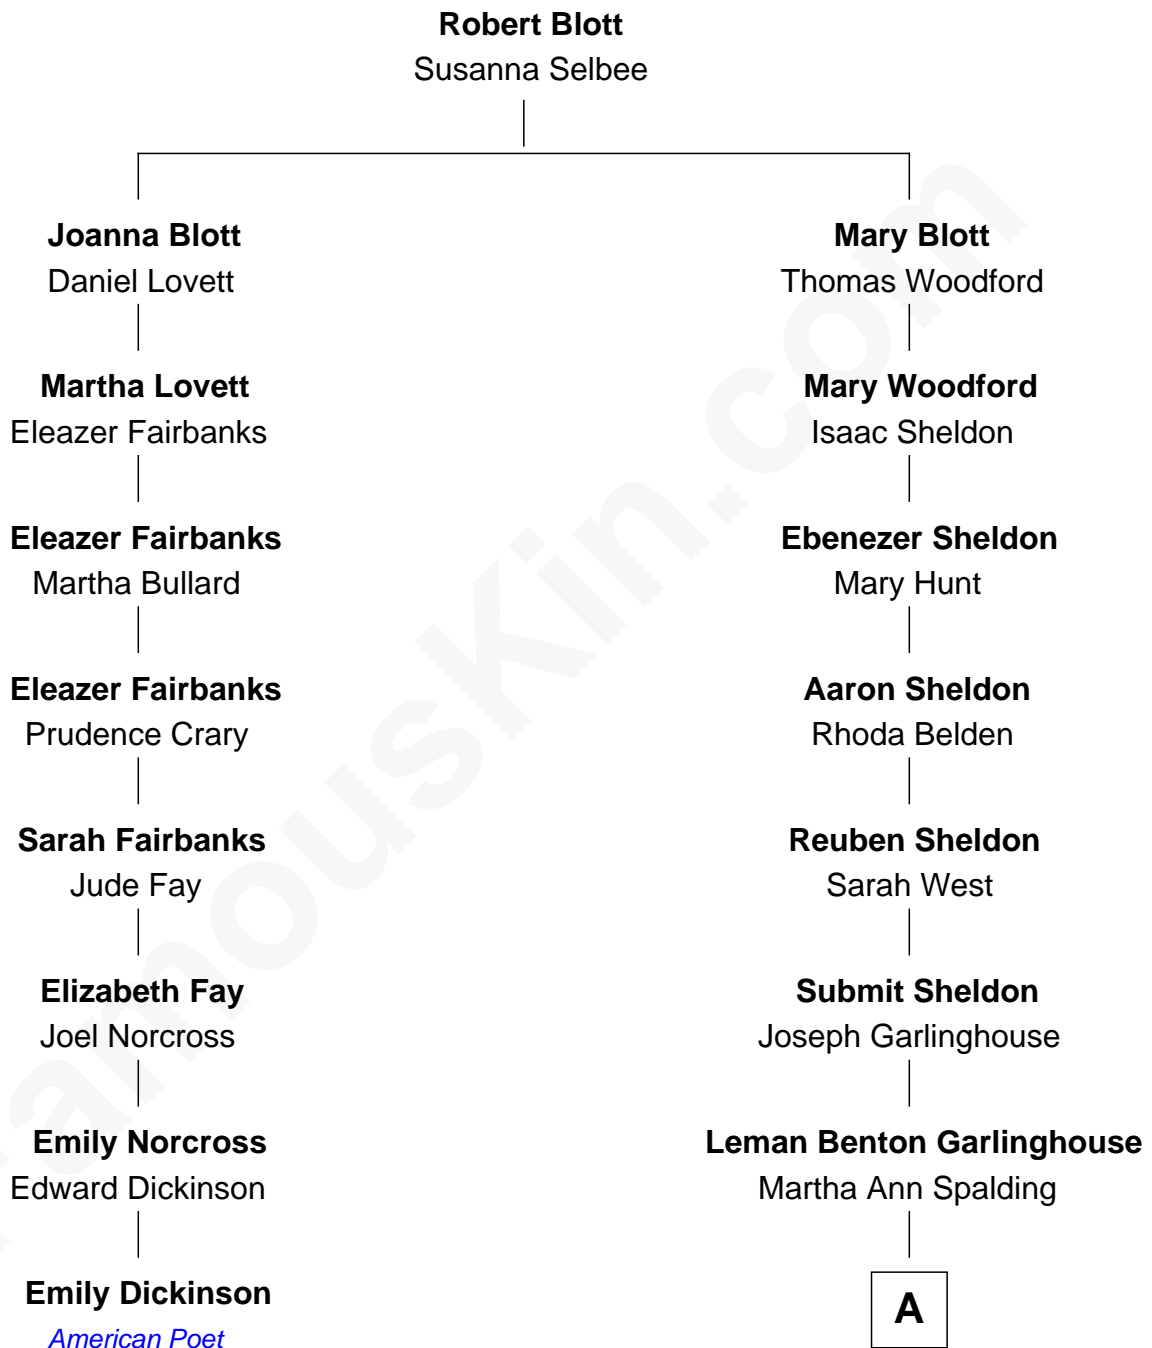 Robert Blott
Susanna Selbee
Joanna Blott
Daniel Lovett
Mary Blott
Thomas Woodford
Martha Lovett
Eleazer Fairbanks
Mary Woodford
Isaac Sheldon
Eleazer Fairbanks
Martha Bullard
Ebenezer Sheldon
Mary Hunt
Eleazer Fairbanks
Prudence Crary
Aaron Sheldon
Rhoda Belden
Sarah Fairbanks
Jude Fay
Reuben Sheldon
Sarah West
Elizabeth Fay
Joel Norcross
Submit Sheldon
Joseph Garlinghouse
Emily Norcross
Edward Dickinson
Leman Benton Garlinghouse
Martha Ann Spalding
Emily Dickinson
American Poet
A
FamousKin.com